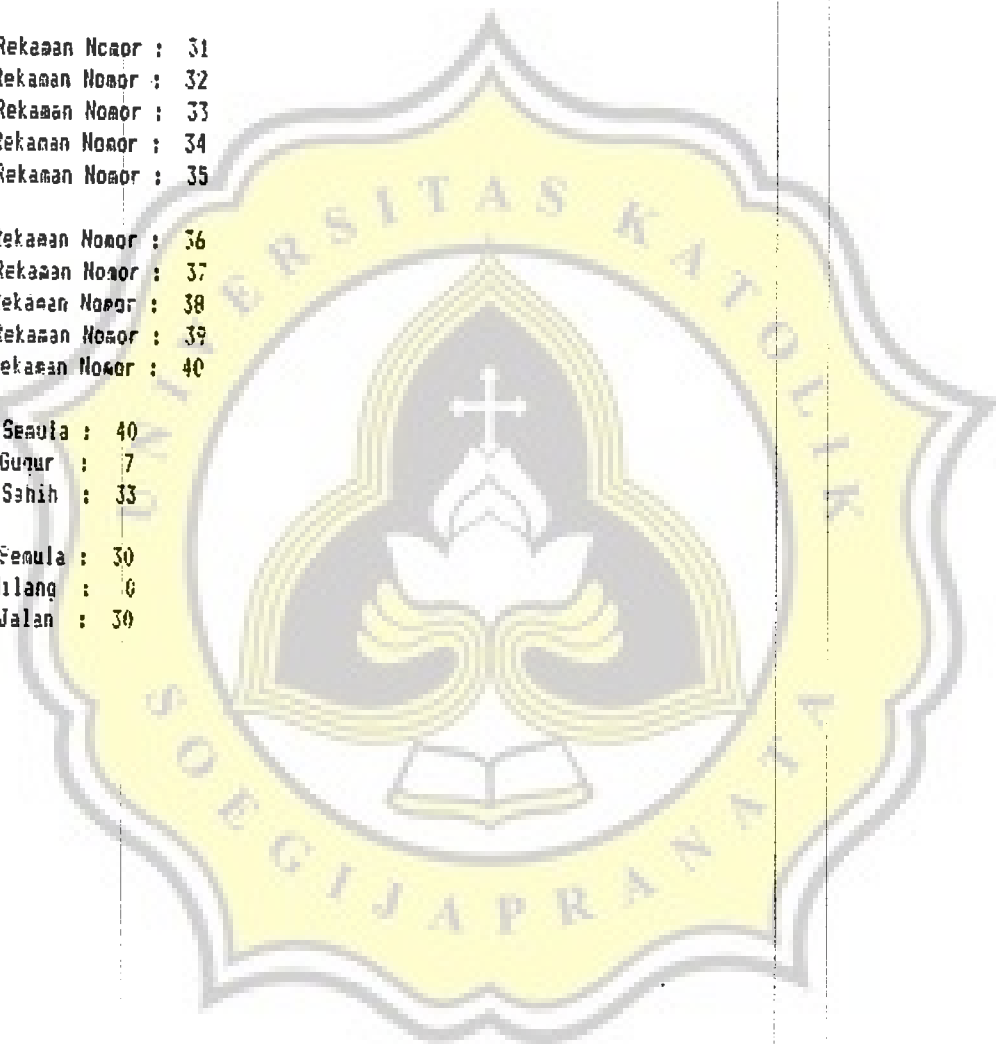 Rekaman Nomor : 31
Rekaman Nomor : 32
Rekaman Nomor : 33
Rekaman Nomor : 34
Rekaman Nomor : 35
Rekaman Nomor : 36
Rekaman Nomor : 37
Rekaman Nomor : 38
Rekaman Nomor : 39
Rekaman Nomor : 40
Semula : 40
Gugur : 7
Sahih : 33
Semula : 30
ilang : 0
Jalan : 30
UNIVERSITAS KATOLIK
SOEGIJAPRANATA